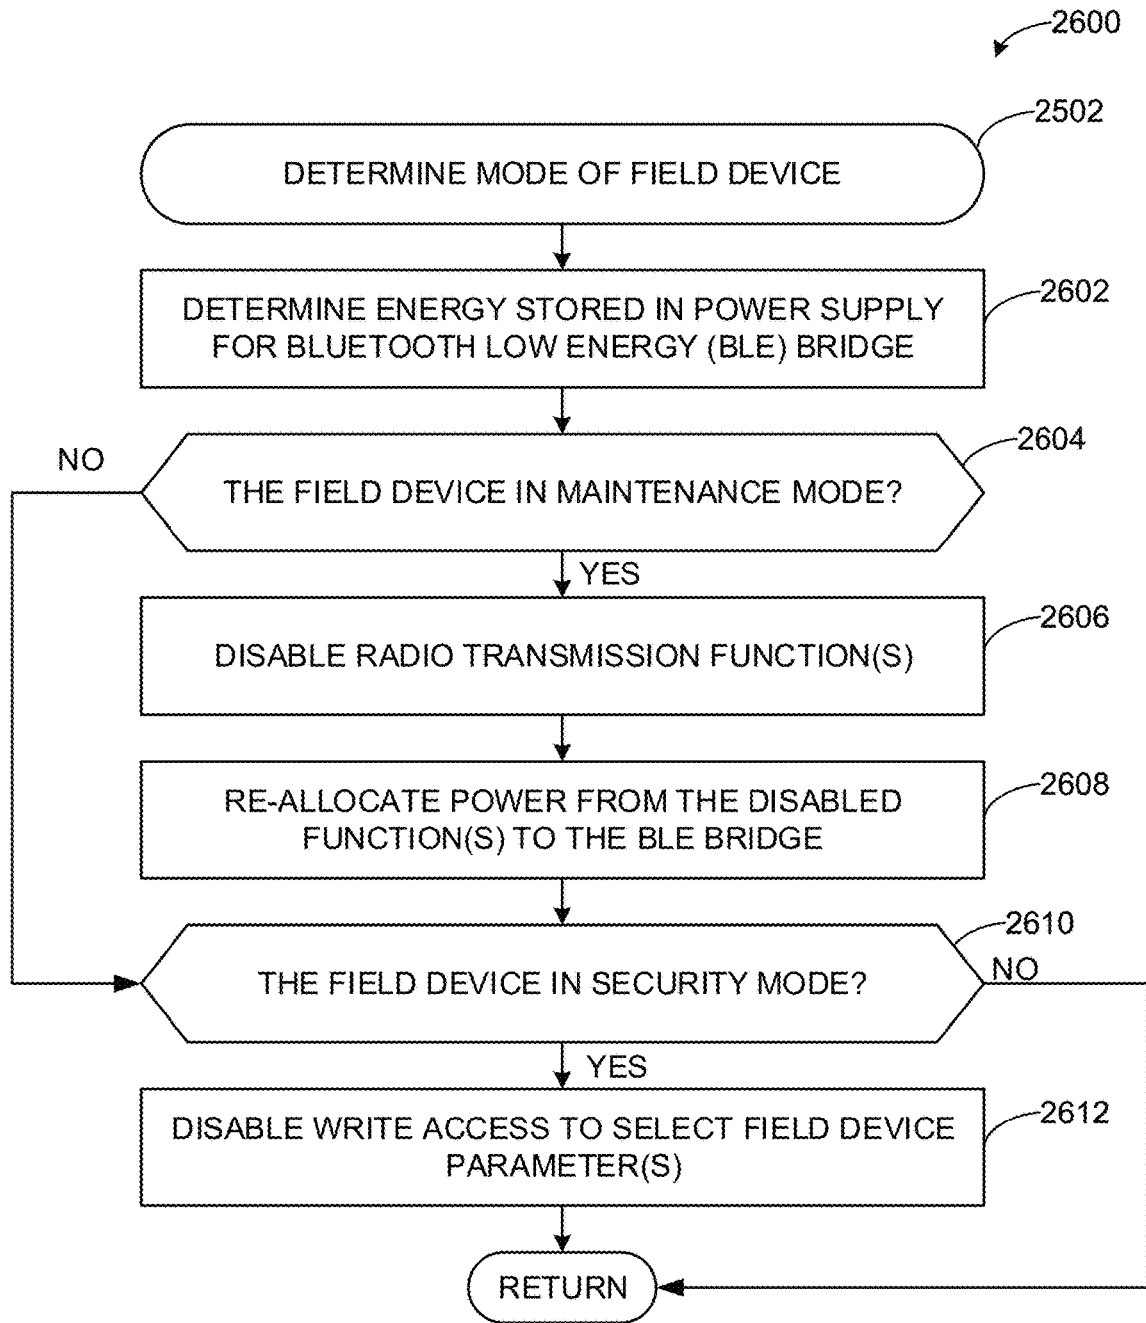 2600
2502
DETERMINE MODE OF FIELD DEVICE
DETERMINE ENERGY STORED IN POWER SUPPLY
FOR BLUETOOTH LOW ENERGY (BLE) BRIDGE
2602
2604
NO
THE FIELD DEVICE IN MAINTENANCE MODE?
YES
2606
DISABLE RADIO TRANSMISSION FUNCTION(S)
2608
RE-ALLOCATE POWER FROM THE DISABLED
FUNCTION(S) TO THE BLE BRIDGE
2610
THE FIELD DEVICE IN SECURITY MODE?
NO
YES
2612
DISABLE WRITE ACCESS TO SELECT FIELD DEVICE
PARAMETER(S)
RETURN